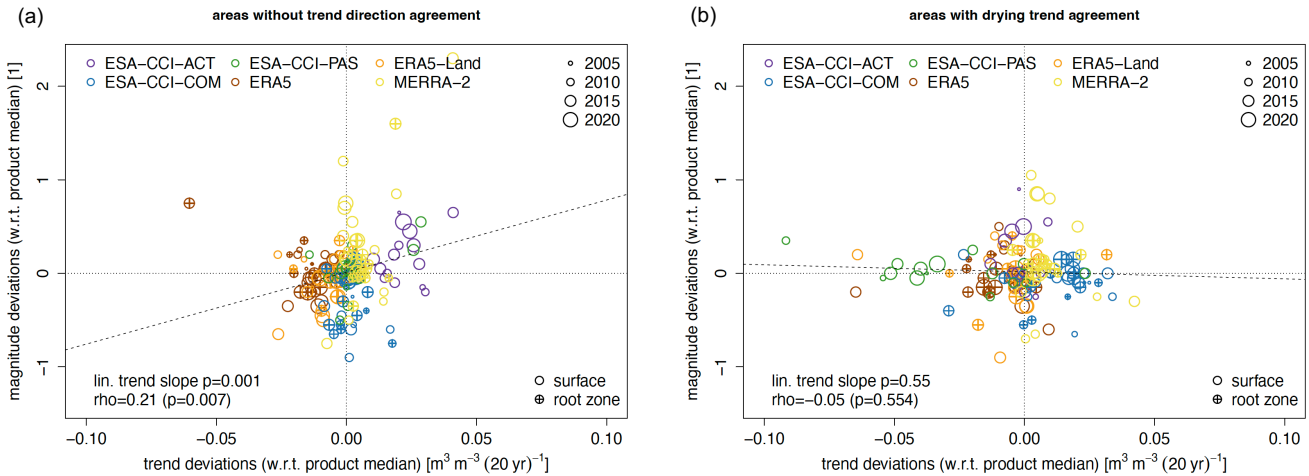 (a)
areas without trend direction agreement
ESA−CCI−ACT
ESA−CCI−COM
ESA−CCI−PAS
ERA5
ERA5−Land
MERRA−2
2005
2010
2015
2020
2
1
0
−1
magnitude deviations (w.r.t. product median) [1]
lin. trend slope p=0.001
rho=0.21 (p=0.007)
surface
root zone
−0.10
−0.05
0.00
0.05
0.10
trend deviations (w.r.t. product median) [m³ m⁻³ (20 yr)⁻¹]
(b)
areas with drying trend agreement
ESA−CCI−ACT
ESA−CCI−COM
ESA−CCI−PAS
ERA5
ERA5−Land
MERRA−2
2005
2010
2015
2020
2
1
0
−1
magnitude deviations (w.r.t. product median) [1]
lin. trend slope p=0.55
rho=−0.05 (p=0.554)
surface
root zone
−0.10
−0.05
0.00
0.05
0.10
trend deviations (w.r.t. product median) [m³ m⁻³ (20 yr)⁻¹]